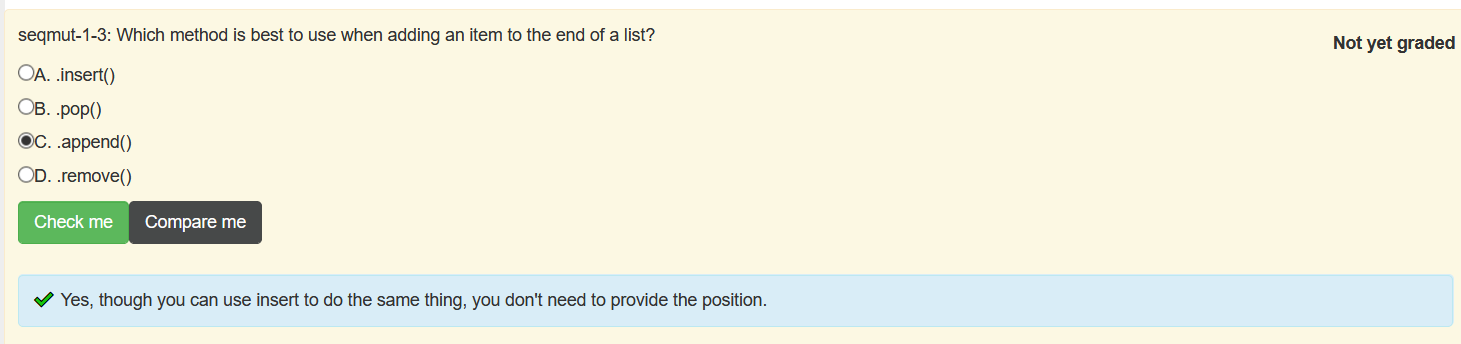 seqmut-1-3: Which method is best to use when adding an item to the end of a list?
Not yet graded
A. .insert()
B. .pop()
C. .append()
D. .remove()
Check me Compare me
Yes, though you can use insert to do the same thing, you don't need to provide the position.